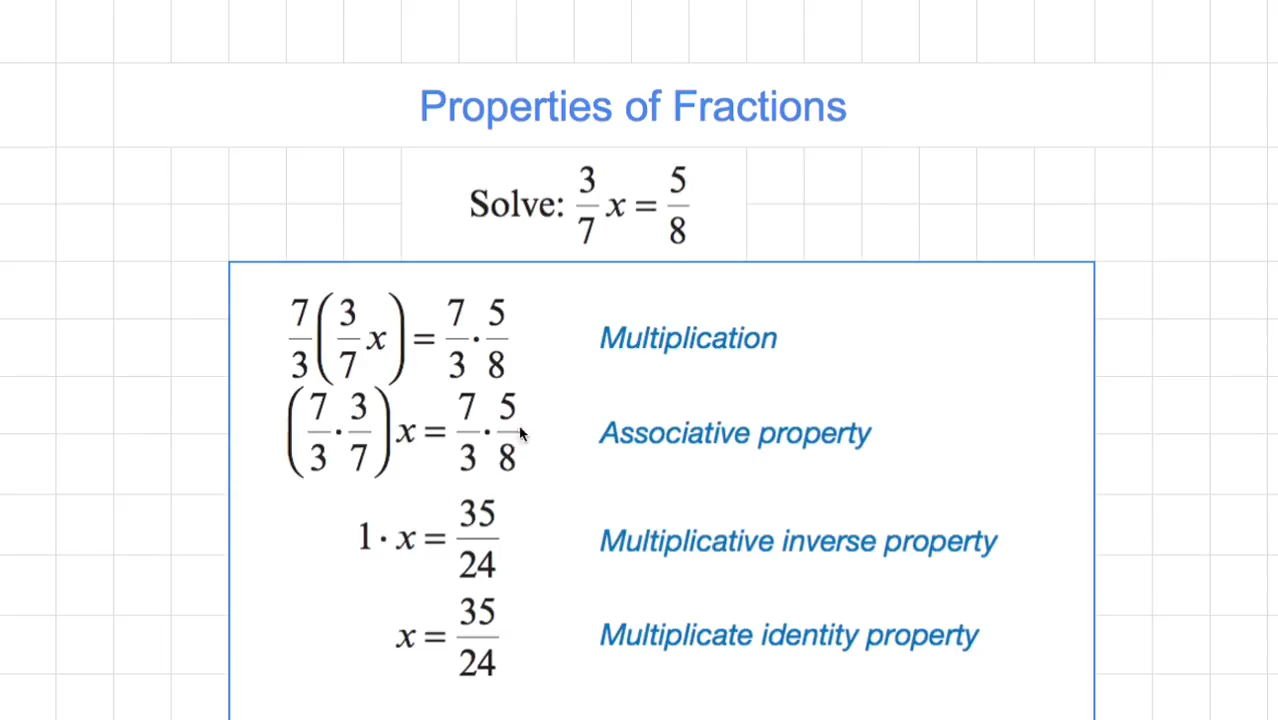 Properties of Fractions
Solve: 3/7 x = 5/8
7/3 (3/7 x) = 7/3 · 5/8 Multiplication
(7/3 · 3/7) x = 7/3 · 5/8 Associative property
1 · x = 35/24 Multiplicative inverse property
x = 35/24 Multiplicate identity property